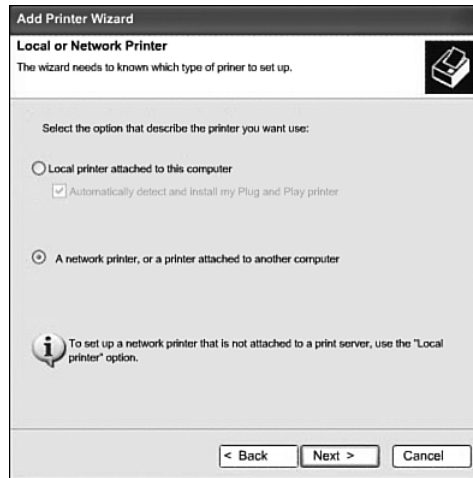 Add Printer Wizard
Local or Network Printer
The wizard needs to known which type of priner to set up.
Select the option that describe the printer you want use:
Local printer attached to this computer
Automatically detect and install my Plug and Play printer
A network printer, or a printer attached to another computer
To set up a network printer that is not attached to a print server, use the "Local
printer" option.
< Back
Next >
Cancel